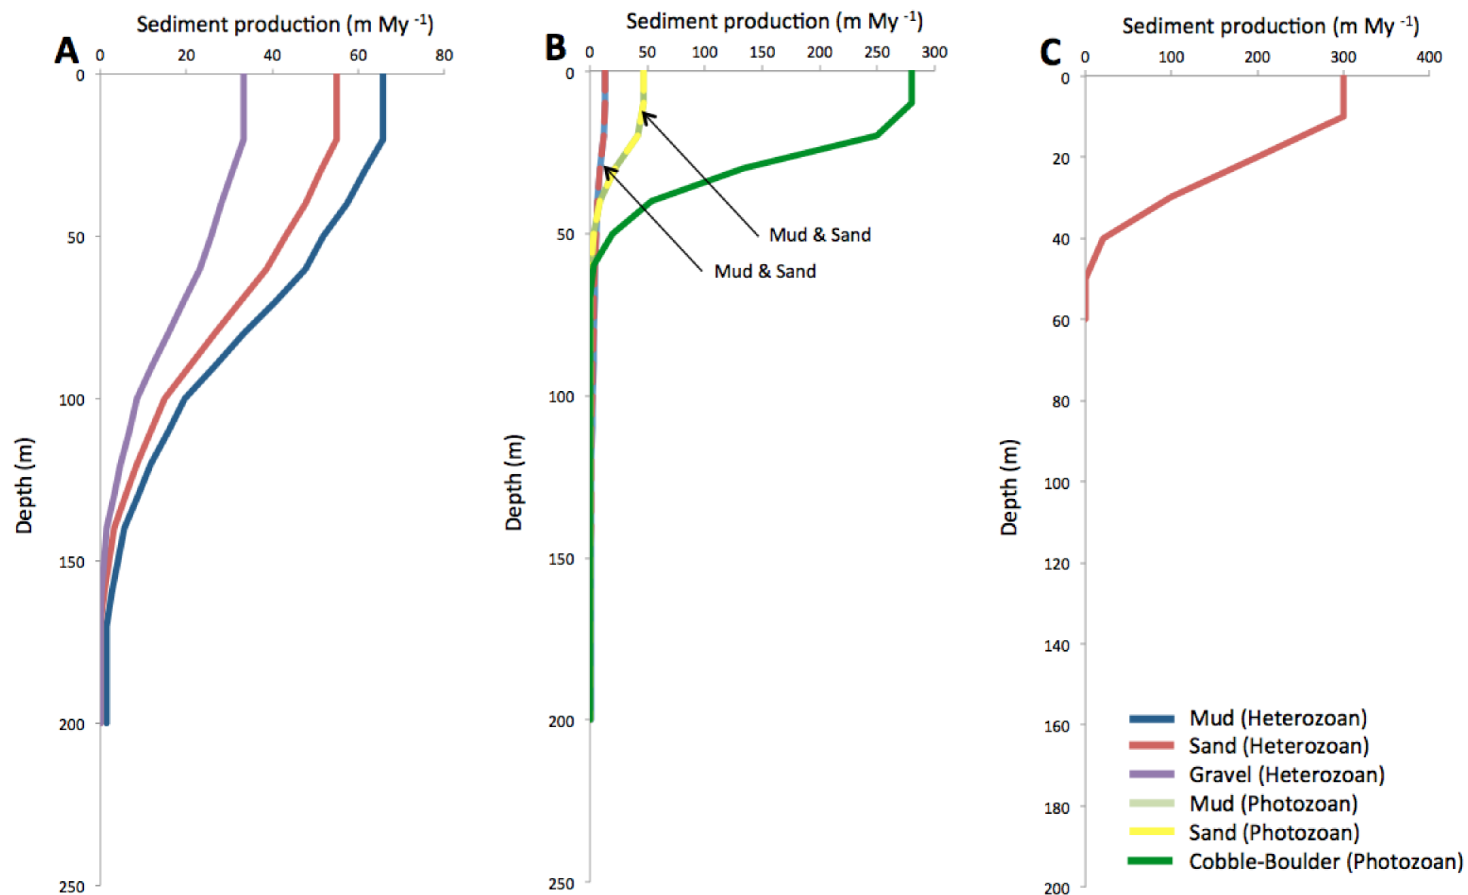 A
Sediment production (m My -1)
0 20 40 60 80
0
50
100
150
200
250
Depth (m)
B
Sediment production (m My -1)
0 50 100 150 200 250 300
0
50
100
150
200
250
Depth (m)
Mud & Sand
Mud & Sand
C
Sediment production (m My -1)
0 100 200 300 400
0
20
40
60
80
100
120
140
160
180
200
Depth (m)
Mud (Heterozoan)
Sand (Heterozoan)
Gravel (Heterozoan)
Mud (Photozoan)
Sand (Photozoan)
Cobble-Boulder (Photozoan)